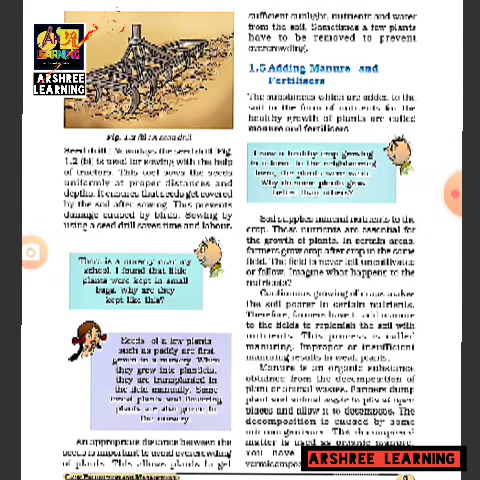 ARSHREE
LEARNING
Fig. 1.2 (b) : A seed drill
Seed drill : Nowadays the seed drill Fig.
1.2 (b) is used for sowing with the help
of tractors. This tool sows the seeds
uniformly at proper distances and
depths. It ensures that seeds get covered
by the soil after sowing. This prevents
damage caused by birds. Sowing by
using a seed drill saves time and labour.
There is a nursery near my
school. I found that little
plants were kept in small
bags. Why are they
kept like this?
Seeds of a few plants
such as paddy are first
grown in a nursery. When
they grow into plantlets,
they are transplanted in
the field manually. Some
forest plants and flowering
plants are also grown in
the nursery
An appropriate distance between the
seeds is important to avoid overcrowding
of plants. This allows plants to get
CROP PRODUCTION AND MANAGEMENT
sufficient sunlight, nutrients and water
from the soil. Sometimes a few plants
have to be removed to prevent
overcrowding.
1.5 Adding Manure and
Fertilisers
The substances which are added to the
soil in the form of nutrients for the
healthy growth of plants are called
manure and fertilisers.
I saw a healthy crop growing
in a farm. In the neighbouring
farm, the plants were weak.
Why do some plants grow
better than others?
Soil supplies mineral nutrients to the
crop. These nutrients are essential for
the growth of plants. In certain areas,
farmers grow crop after crop in the same
field. The field is never left uncultivated
or fallow. Imagine what happens to the
nutrients?
Continuous growing of crops makes
the soil poorer in certain nutrients.
Therefore, farmers have to add manure
to the fields to replenish the soil with
nutrients. This process is called
manuring. Improper or insufficient
manuring results in weak plants.
Manure is an organic substance
obtained from the decomposition of
plant or animal wastes. Farmers dump
plant and animal waste in pits at open
places and allow it to decompose. The
decomposition is caused by some
microorganisms. The decomposed
matter is used as organic manure.
You have
vermicompo
ARSHREE LEARNING